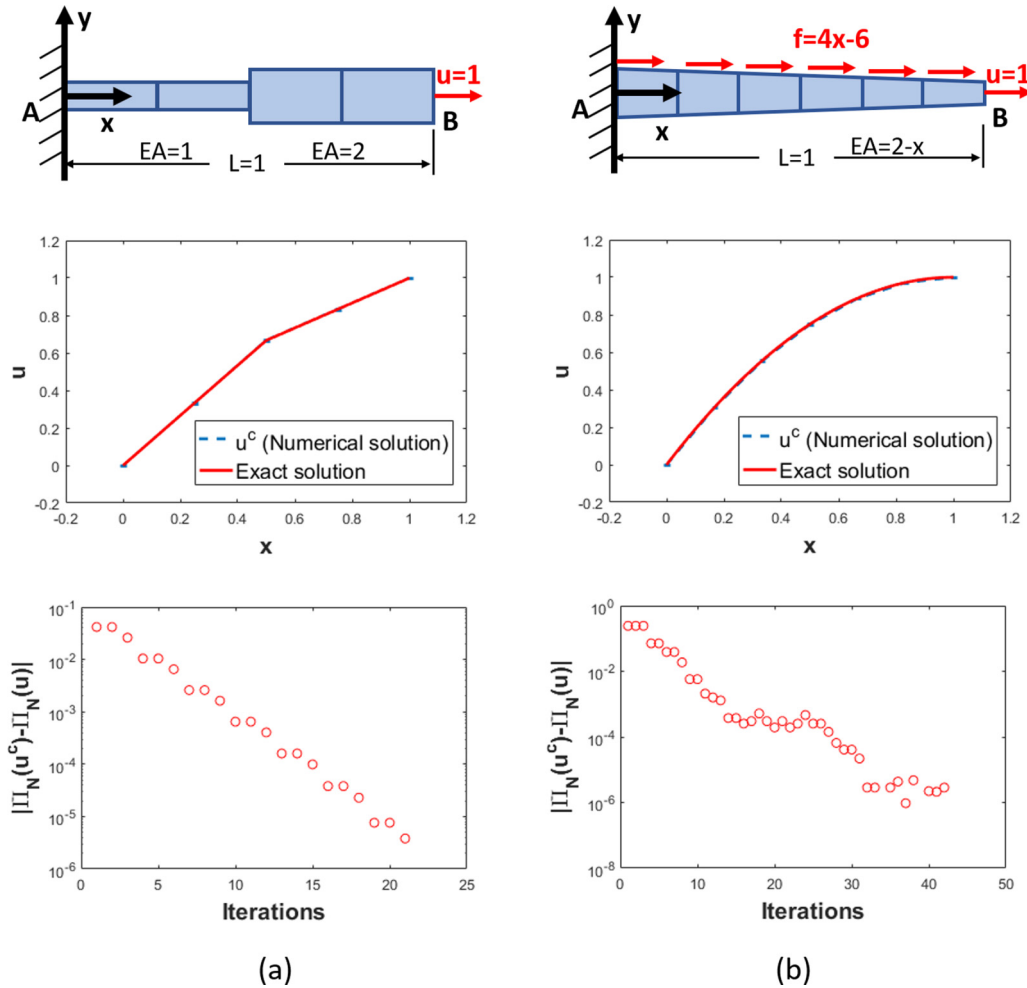 y
u=1
A
B
x
EA=1
L=1
EA=2
y
f=4x-6
u=1
A
B
x
L=1
EA=2-x
1.2
1
0.8
0.6
0.4
0.2
0
-0.2
u
u^c (Numerical solution)
Exact solution
-0.2 0 0.2 0.4 0.6 0.8 1 1.2
x
1.2
1
0.8
0.6
0.4
0.2
0
-0.2
u
u^c (Numerical solution)
Exact solution
-0.2 0 0.2 0.4 0.6 0.8 1 1.2
x
10^-1
10^-2
10^-3
10^-4
10^-5
10^-6
|Π_N(u^c)-Π_N(u)|
0 5 10 15 20 25
Iterations
10^0
10^-2
10^-4
10^-6
10^-8
|Π_N(u^c)-Π_N(u)|
0 10 20 30 40 50
Iterations
(a)
(b)